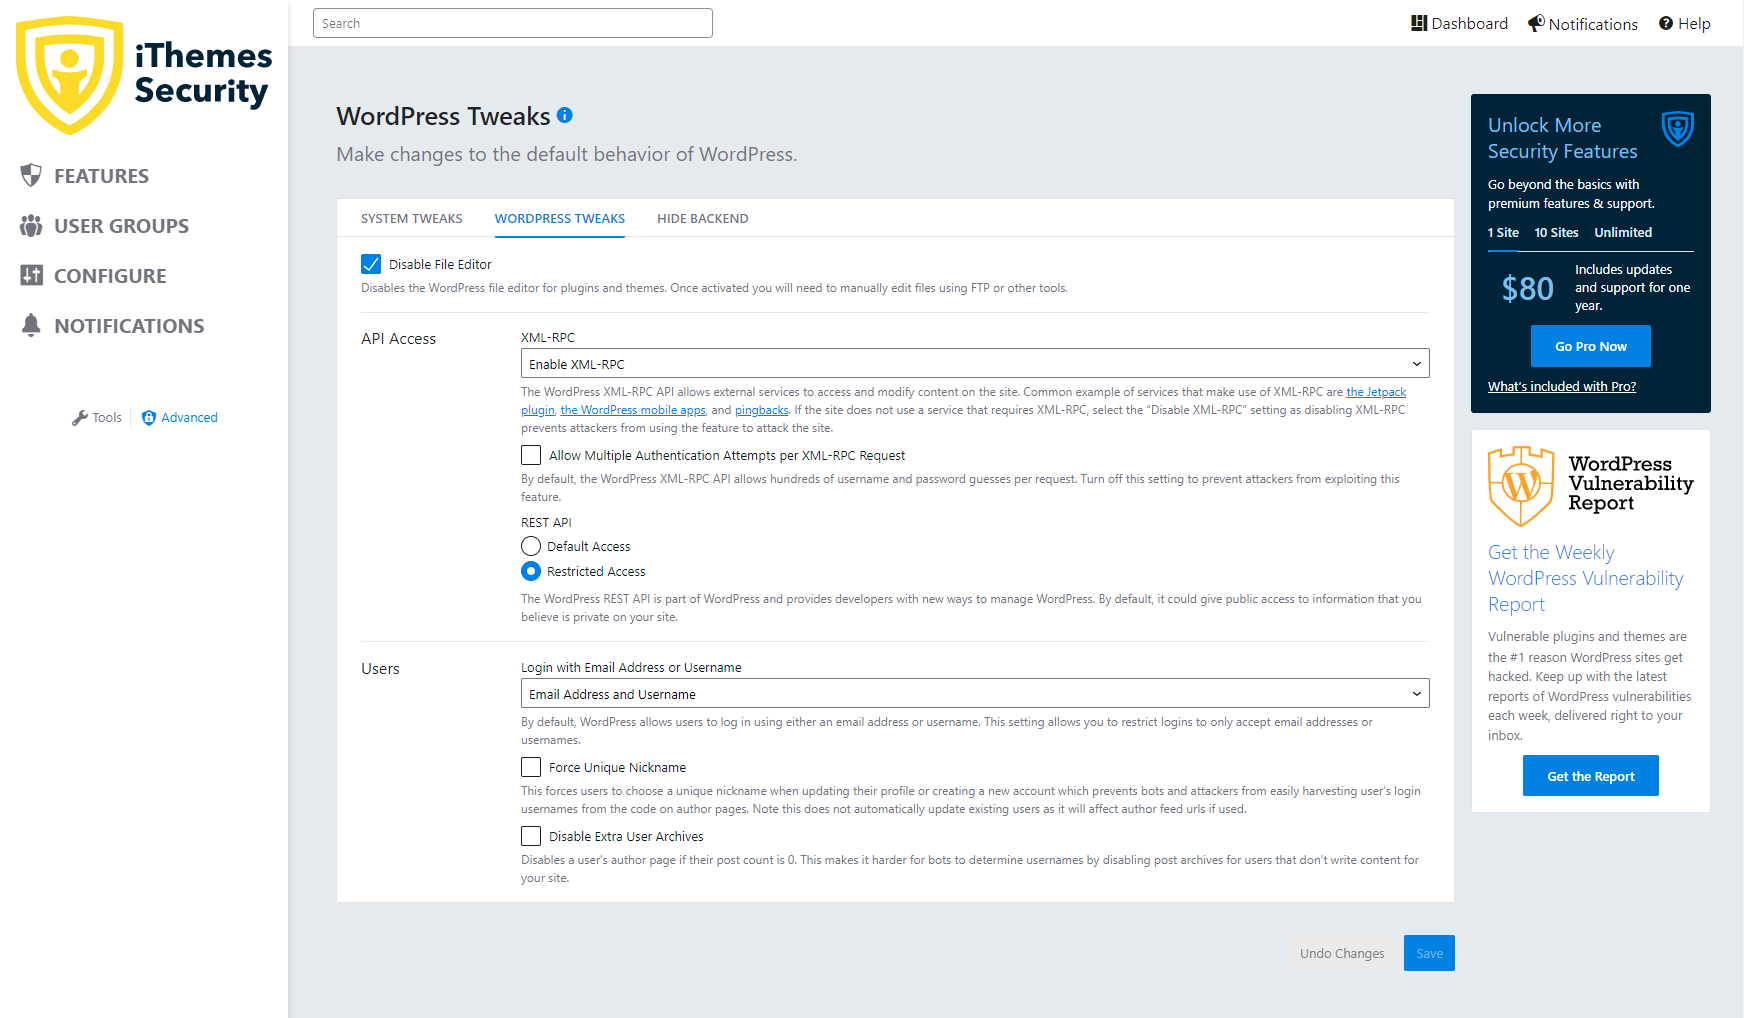 iThemes
Security
FEATURES
USER GROUPS
CONFIGURE
NOTIFICATIONS
Tools
Advanced
Search
Dashboard
Notifications
Help
WordPress Tweaks
Make changes to the default behavior of WordPress.
SYSTEM TWEAKS
WORDPRESS TWEAKS
HIDE BACKEND
Disable File Editor
Disables the WordPress file editor for plugins and themes. Once activated you will need to manually edit files using FTP or other tools.
API Access
XML-RPC
Enable XML-RPC
The WordPress XML-RPC API allows external services to access and modify content on the site. Common example of services that make use of XML-RPC are the Jetpack
plugin, the WordPress mobile apps, and pingbacks. If the site does not use a service that requires XML-RPC, select the “Disable XML-RPC” setting as disabling XML-RPC
prevents attackers from using the feature to attack the site.
Allow Multiple Authentication Attempts per XML-RPC Request
By default, the WordPress XML-RPC API allows hundreds of username and password guesses per request. Turn off this setting to prevent attackers from exploiting this
feature.
REST API
Default Access
Restricted Access
The WordPress REST API is part of WordPress and provides developers with new ways to manage WordPress. By default, it could give public access to information that you
believe is private on your site.
Users
Login with Email Address or Username
Email Address and Username
By default, WordPress allows users to log in using either an email address or username. This setting allows you to restrict logins to only accept email addresses or
usernames.
Force Unique Nickname
This forces users to choose a unique nickname when updating their profile or creating a new account which prevents bots and attackers from easily harvesting user’s login
usernames from the code on author pages. Note this does not automatically update existing users as it will affect author feed urls if used.
Disable Extra User Archives
Disables a user’s author page if their post count is 0. This makes it harder for bots to determine usernames by disabling post archives for users that don’t write content for
your site.
Undo Changes
Save
Unlock More
Security Features
Go beyond the basics with
premium features & support.
1 Site 10 Sites Unlimited
$80
Includes updates
and support for one
year.
Go Pro Now
What’s included with Pro?
WordPress
Vulnerability
Report
Get the Weekly
WordPress Vulnerability
Report
Vulnerable plugins and themes are
the #1 reason WordPress sites get
hacked. Keep up with the latest
reports of WordPress vulnerabilities
each week, delivered right to your
inbox.
Get the Report